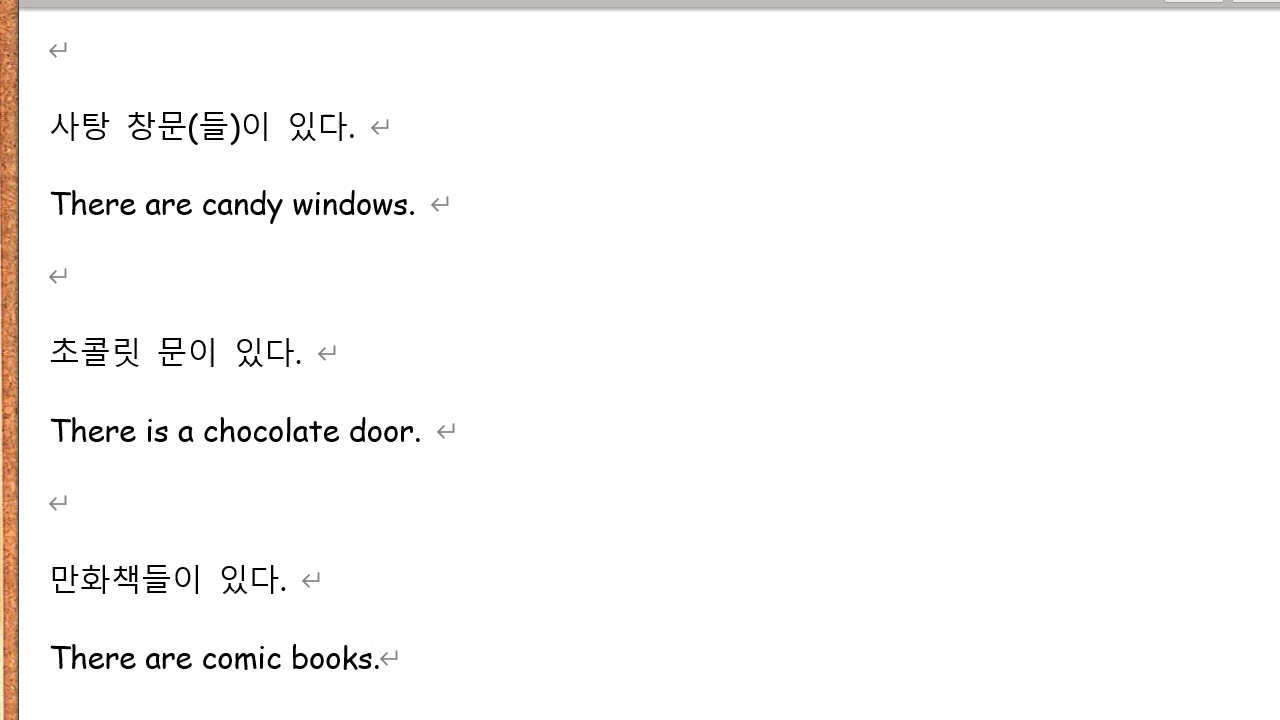 사탕 창문(들)이 있다.
There are candy windows.
초콜릿 문이 있다.
There is a chocolate door.
만화책들이 있다.
There are comic books.